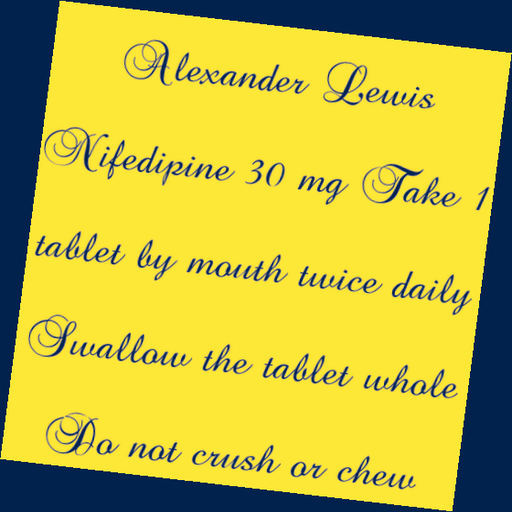 Alexander Lewis
Nifedipine 30 mg Take 1
tablet by mouth twice daily
Swallow the tablet whole
Do not crush or chew